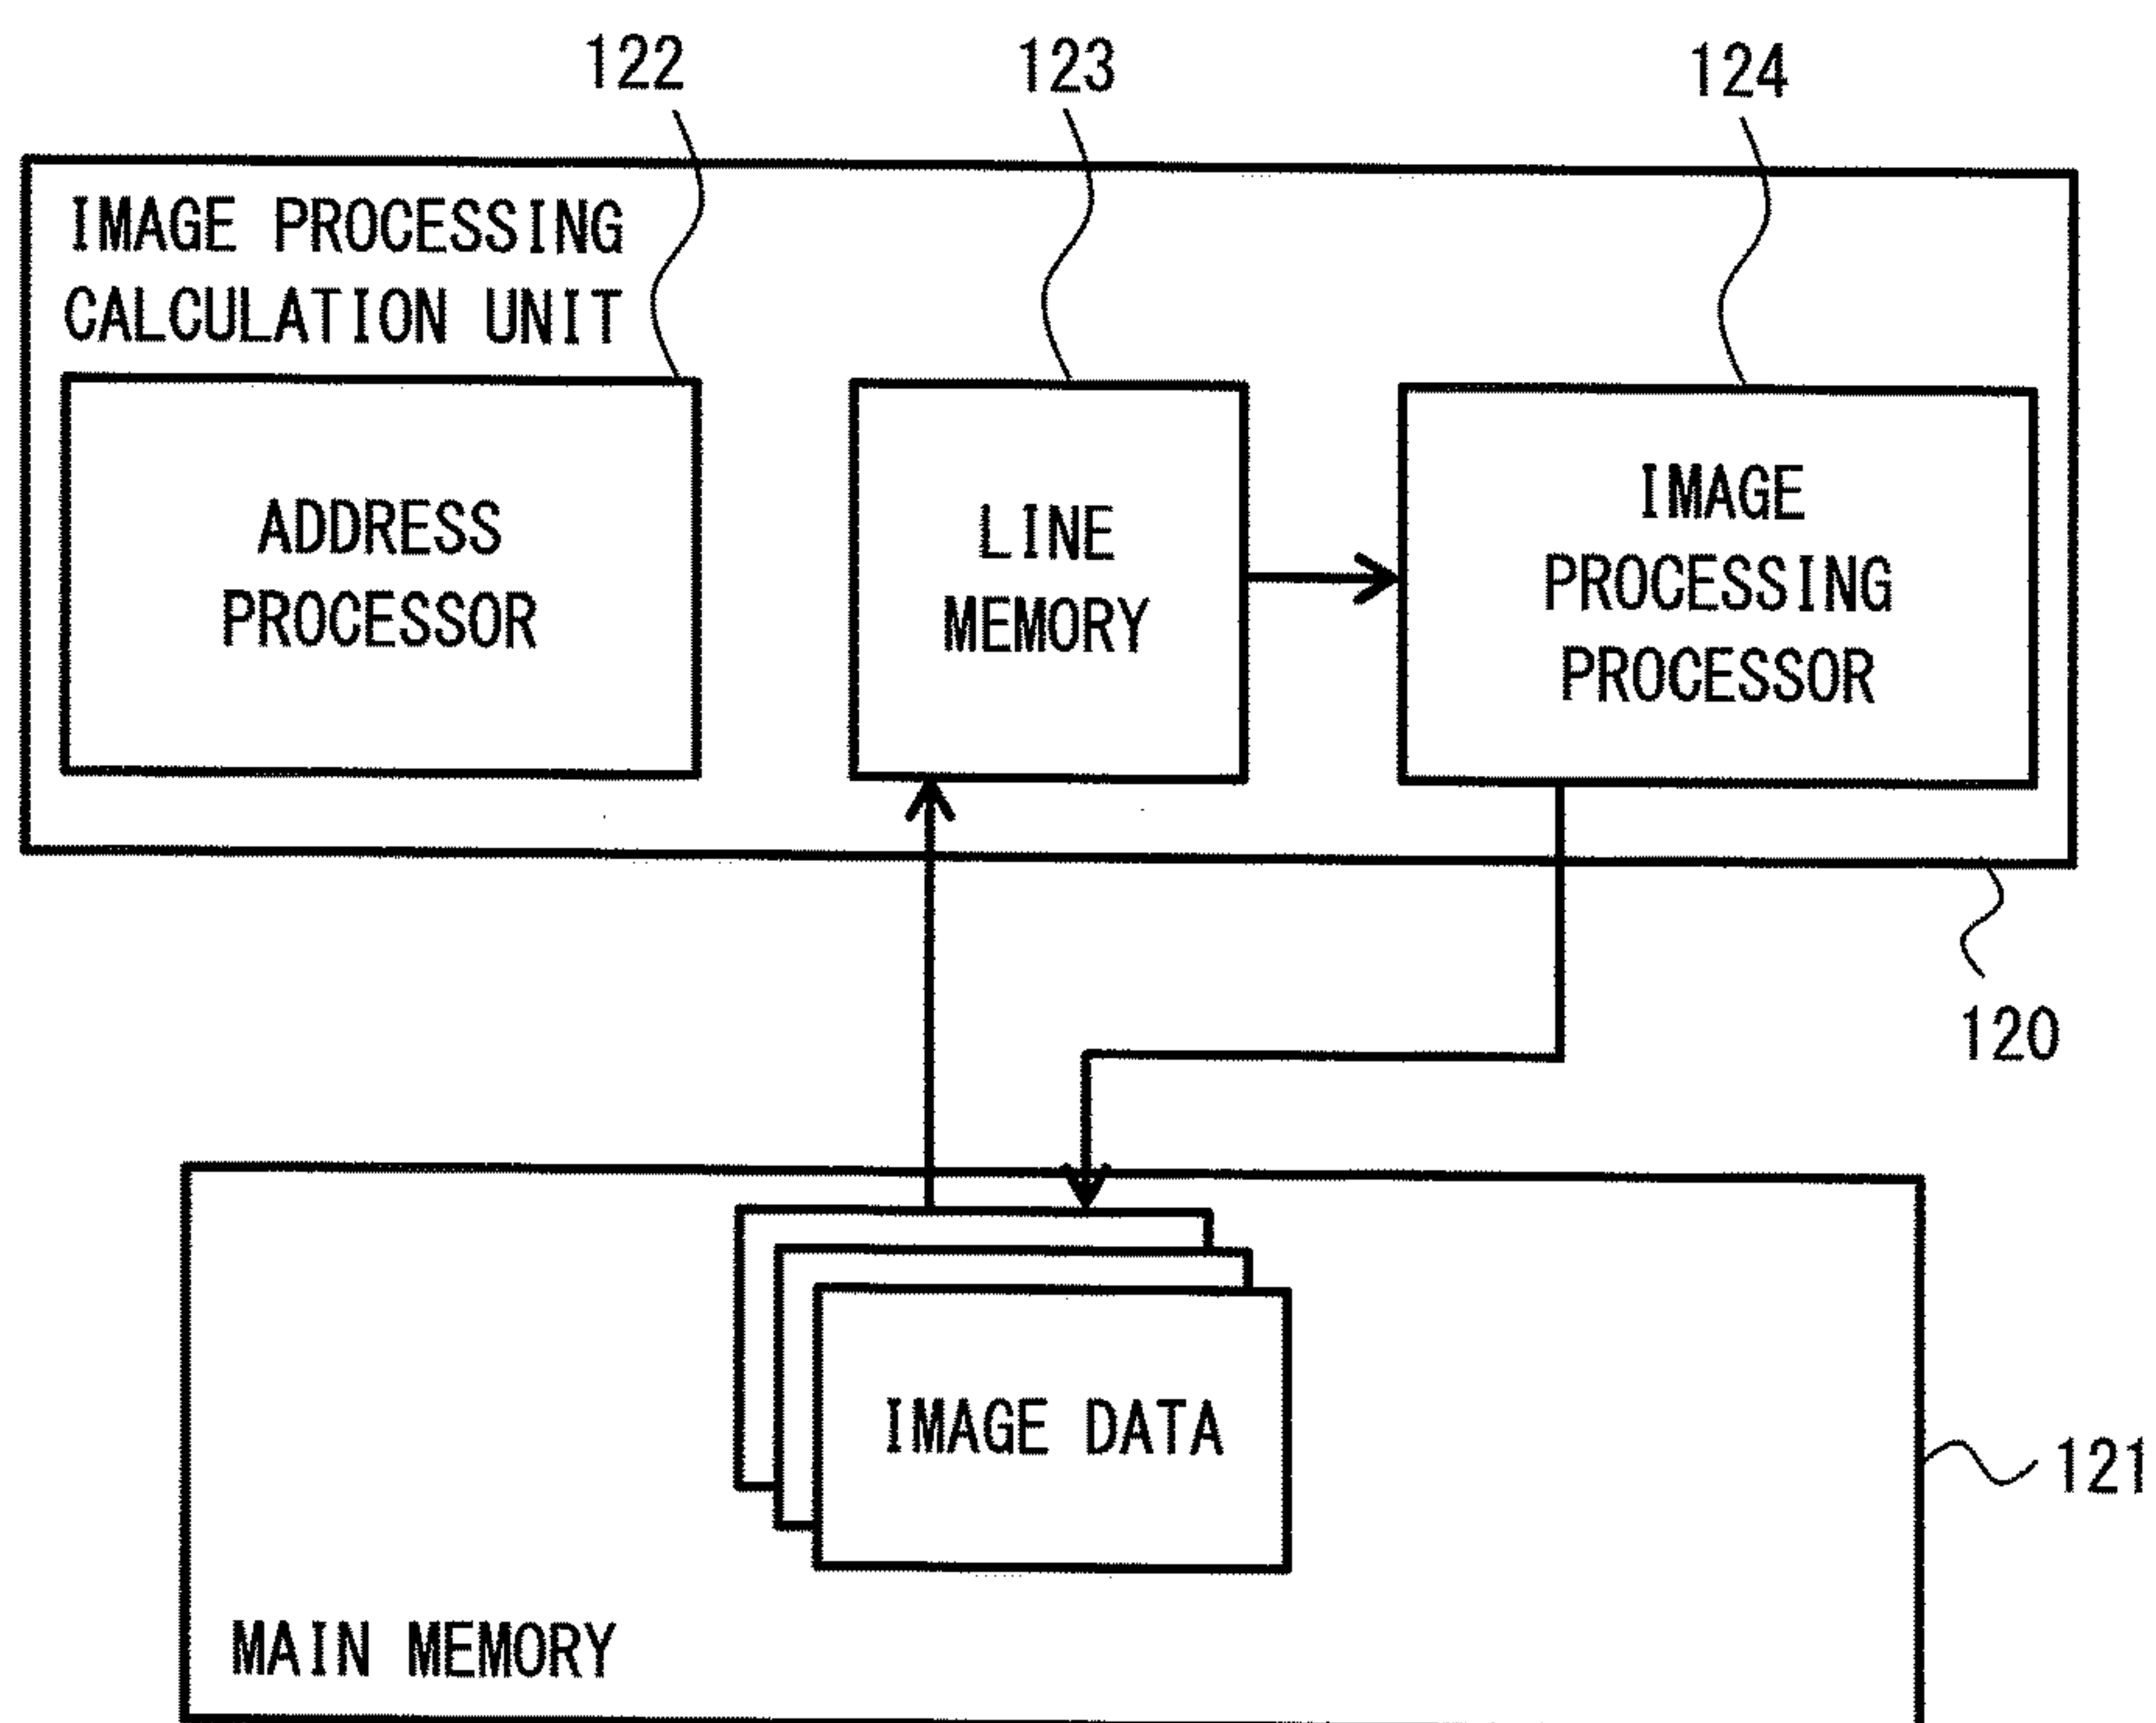 122
123
124
IMAGE PROCESSING
CALCULATION UNIT
ADDRESS
PROCESSOR
LINE
MEMORY
IMAGE
PROCESSING
PROCESSOR
120
IMAGE DATA
121
MAIN MEMORY